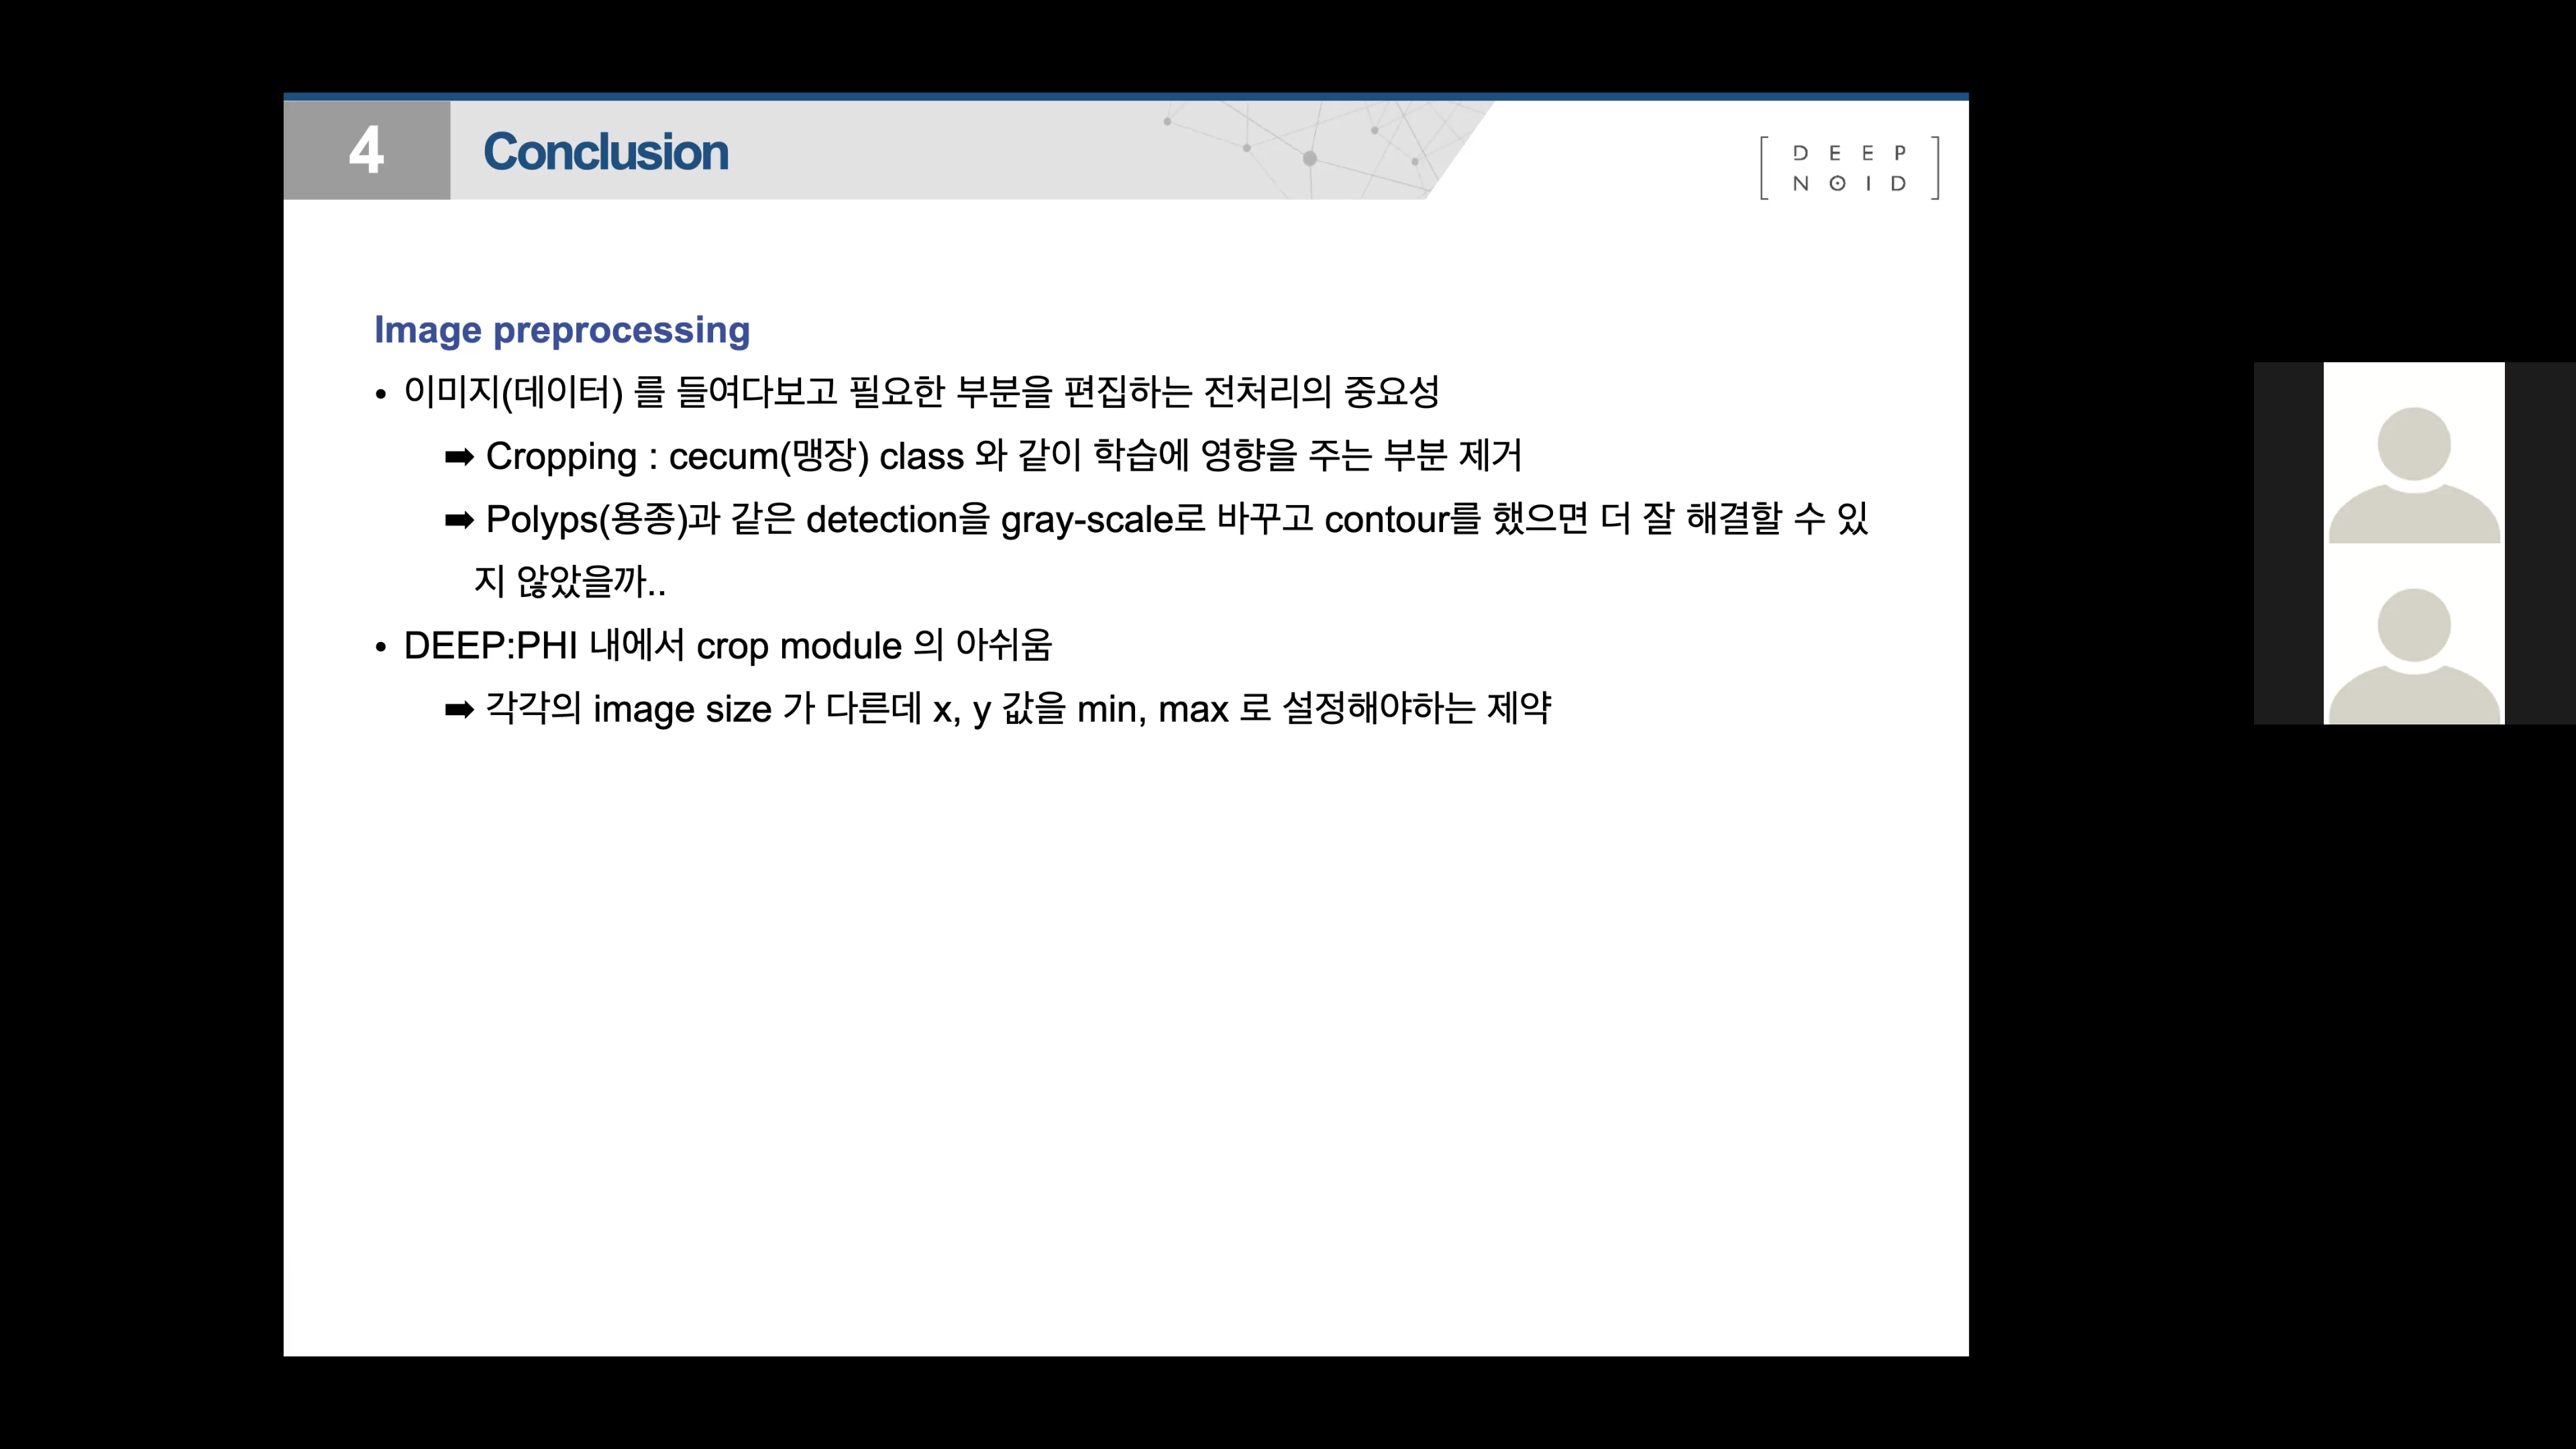 4
Conclusion
DEEP
NOID
Image preprocessing
• 이미지(데이터) 를 들여다보고 필요한 부분을 편집하는 전처리의 중요성
➡ Cropping : cecum(맹장) class 와 같이 학습에 영향을 주는 부분 제거
➡ Polyps(용종)과 같은 detection을 gray-scale로 바꾸고 contour를 했으면 더 잘 해결할 수 있
지 않았을까..
• DEEP:PHI 내에서 crop module 의 아쉬움
➡ 각각의 image size 가 다른데 x, y 값을 min, max 로 설정해야하는 제약